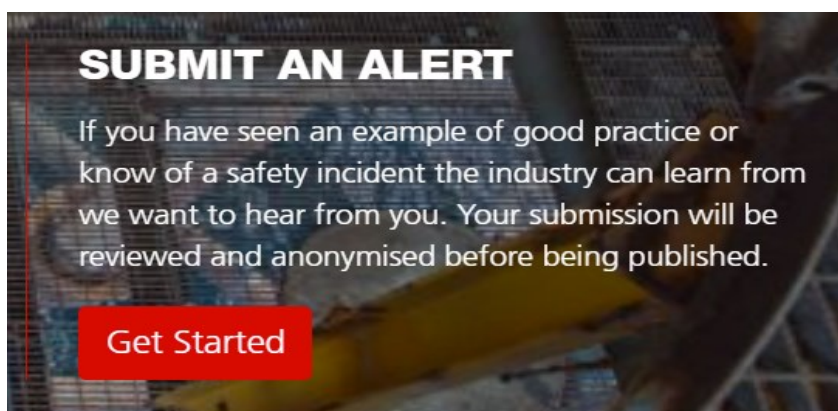 SUBMIT AN ALERT
If you have seen an example of good practice or
know of a safety incident the industry can learn from
we want to hear from you. Your submission will be
reviewed and anonymised before being published.
Get Started